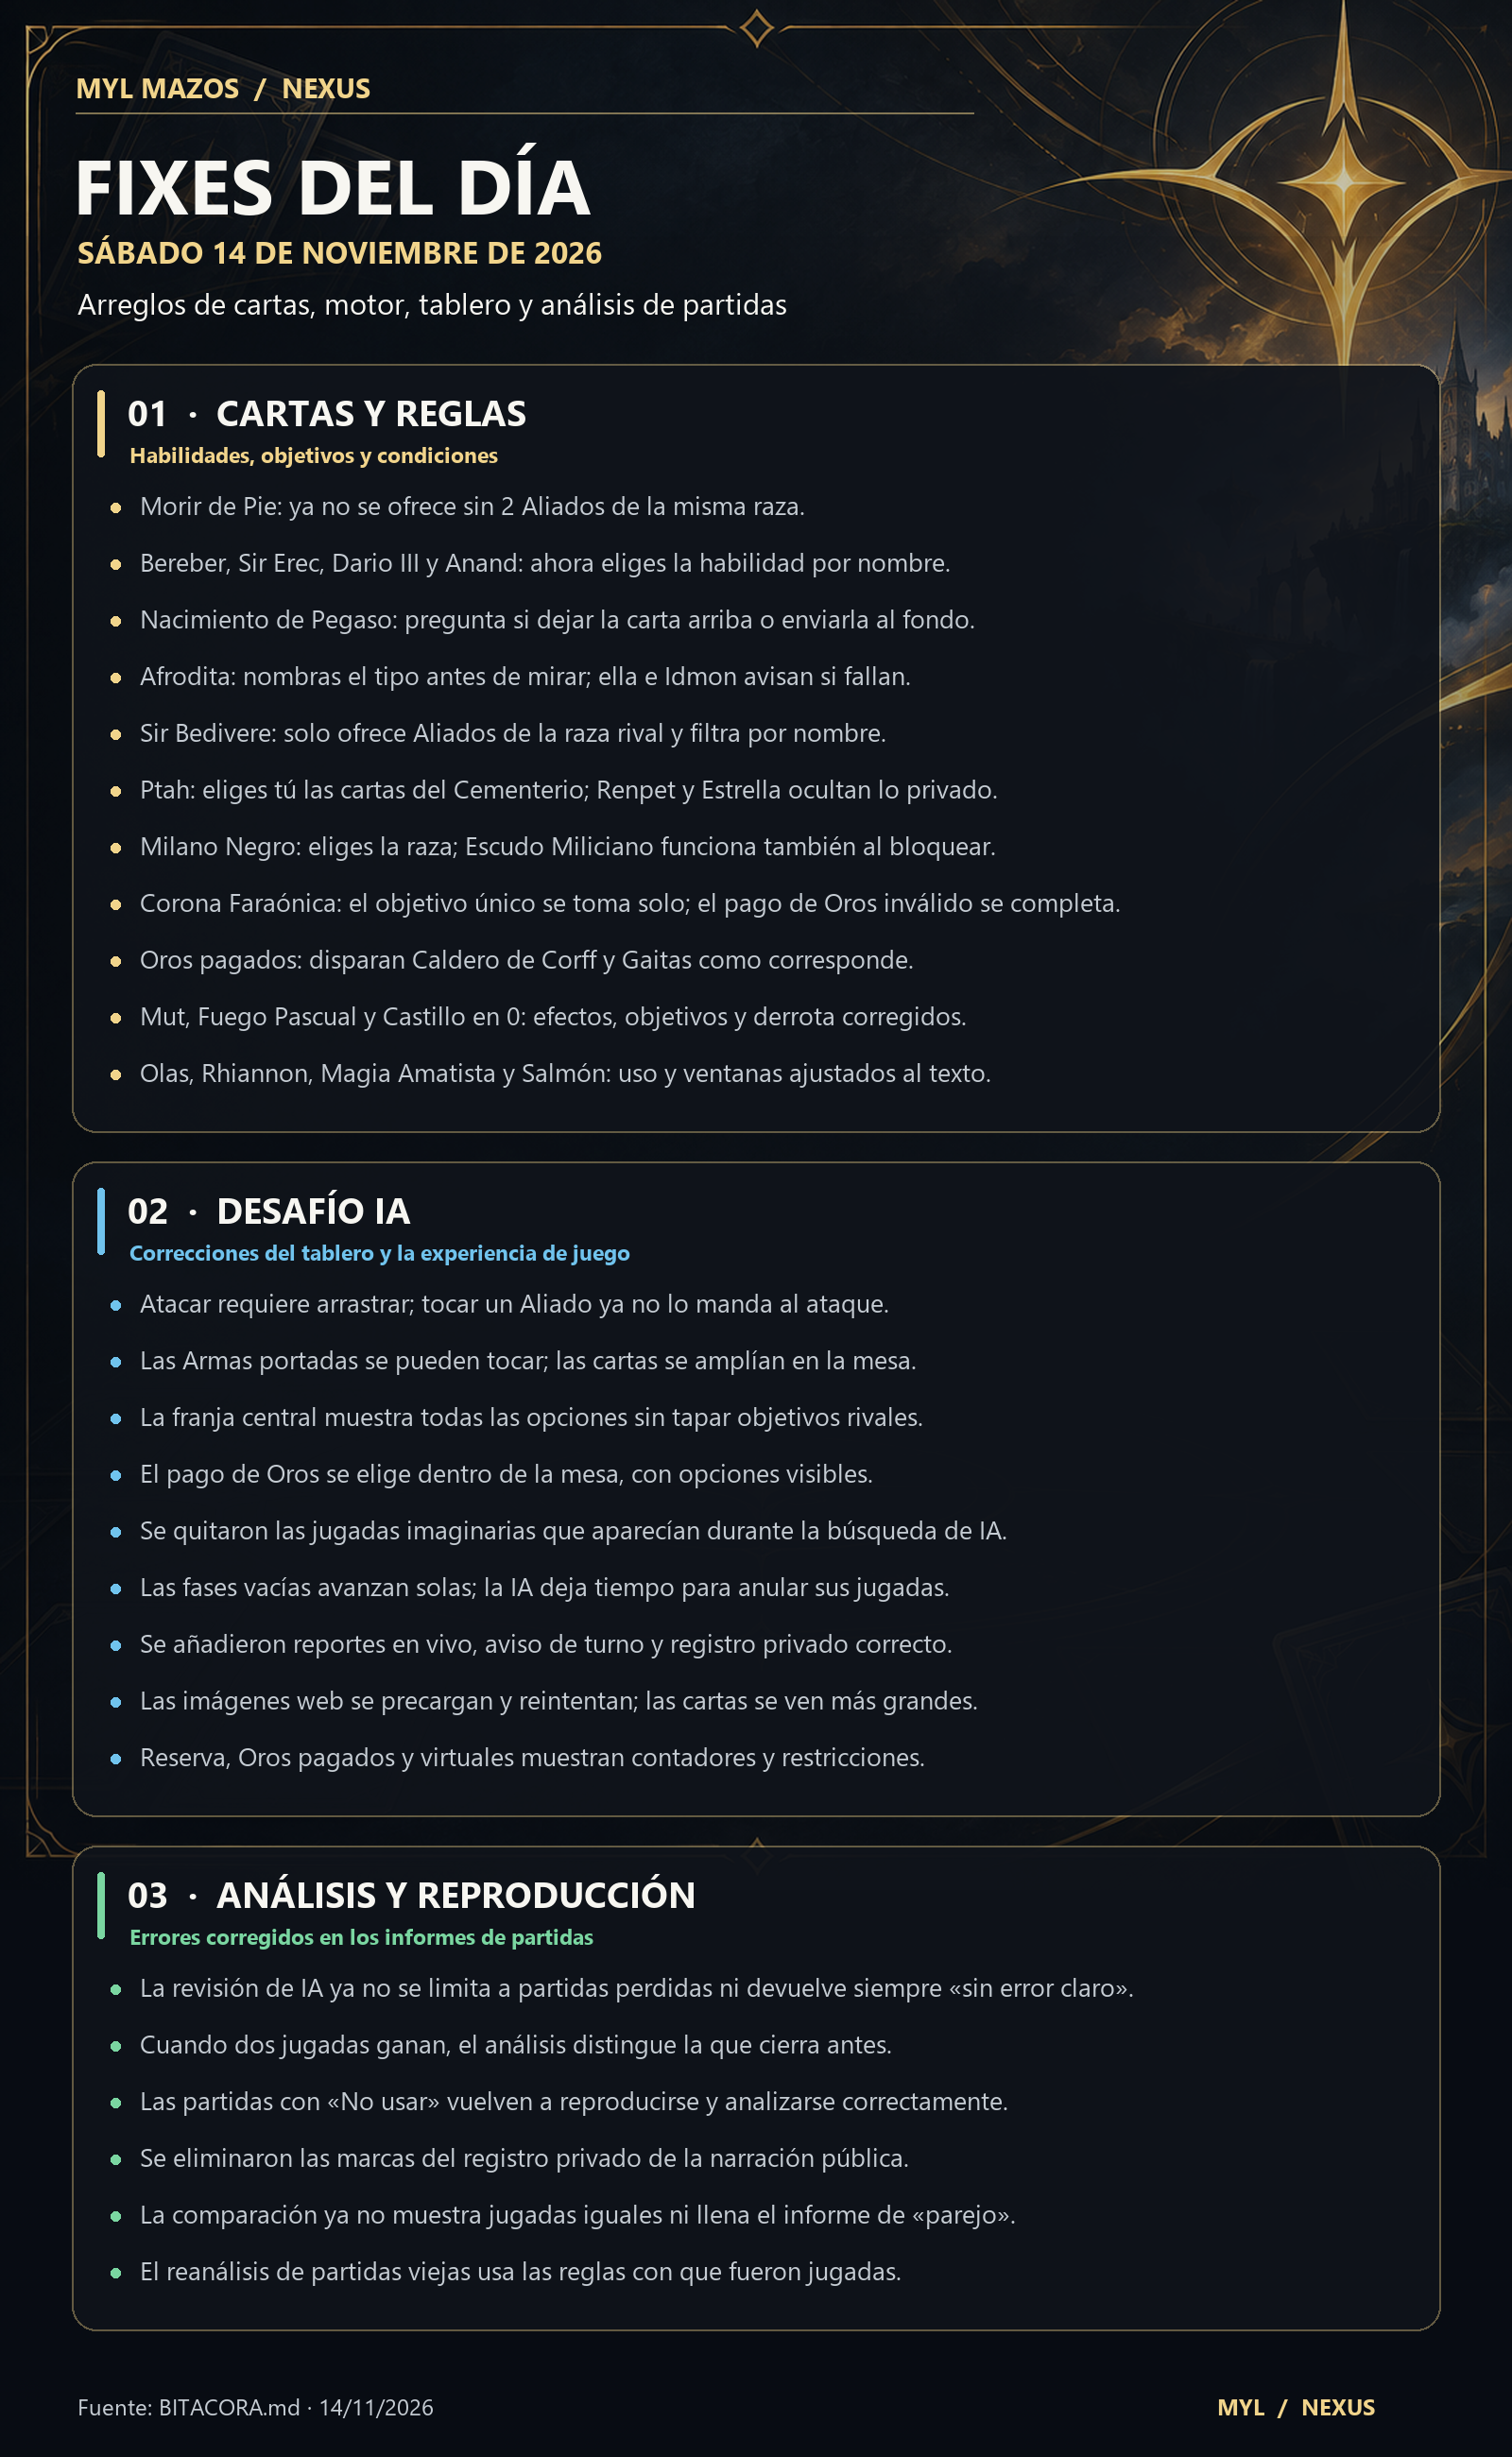 MYL MAZOS / NEXUS
FIXES DEL DÍA
SÁBADO 14 DE NOVIEMBRE DE 2026
Arreglos de cartas, motor, tablero y análisis de partidas
01 · CARTAS Y REGLAS
Habilidades, objetivos y condiciones
Morir de Pie: ya no se ofrece sin 2 Aliados de la misma raza.
Bereber, Sir Erec, Dario III y Anand: ahora eliges la habilidad por nombre.
Nacimiento de Pegaso: pregunta si dejar la carta arriba o enviarla al fondo.
Afrodita: nombras el tipo antes de mirar; ella e Idmon avisan si fallan.
Sir Bedivere: solo ofrece Aliados de la raza rival y filtra por nombre.
Ptah: eliges tú las cartas del Cementerio; Renpet y Estrella ocultan lo privado.
Milano Negro: eliges la raza; Escudo Miliciano funciona también al bloquear.
Corona Faraónica: el objetivo único se toma solo; el pago de Oros inválido se completa.
Oros pagados: disparan Caldero de Corff y Gaitas como corresponde.
Mut, Fuego Pascual y Castillo en 0: efectos, objetivos y derrota corregidos.
Olas, Rhiannon, Magia Amatista y Salmón: uso y ventanas ajustados al texto.
02 · DESAFÍO IA
Correcciones del tablero y la experiencia de juego
Atacar requiere arrastrar; tocar un Aliado ya no lo manda al ataque.
Las Armas portadas se pueden tocar; las cartas se amplían en la mesa.
La franja central muestra todas las opciones sin tapar objetivos rivales.
El pago de Oros se elige dentro de la mesa, con opciones visibles.
Se quitaron las jugadas imaginarias que aparecían durante la búsqueda de IA.
Las fases vacías avanzan solas; la IA deja tiempo para anular sus jugadas.
Se añadieron reportes en vivo, aviso de turno y registro privado correcto.
Las imágenes web se precargan y reintentan; las cartas se ven más grandes.
Reserva, Oros pagados y virtuales muestran contadores y restricciones.
03 · ANÁLISIS Y REPRODUCCIÓN
Errores corregidos en los informes de partidas
La revisión de IA ya no se limita a partidas perdidas ni devuelve siempre «sin error claro».
Cuando dos jugadas ganan, el análisis distingue la que cierra antes.
Las partidas con «No usar» vuelven a reproducirse y analizarse correctamente.
Se eliminaron las marcas del registro privado de la narración pública.
La comparación ya no muestra jugadas iguales ni llena el informe de «parejo».
El reanálisis de partidas viejas usa las reglas con que fueron jugadas.
Fuente: BITACORA.md · 14/11/2026
MYL / NEXUS